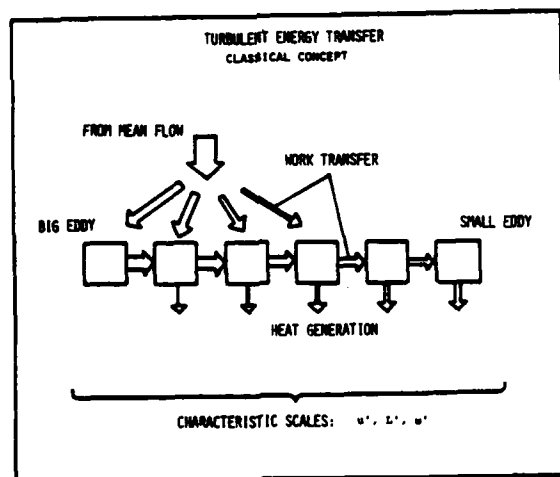 TURBULENT ENERGY TRANSFER
CLASSICAL CONCEPT
FROM MEAN FLOW
WORK TRANSFER
BIG EDDY
SMALL EDDY
HEAT GENERATION
CHARACTERISTIC SCALES: u', L',